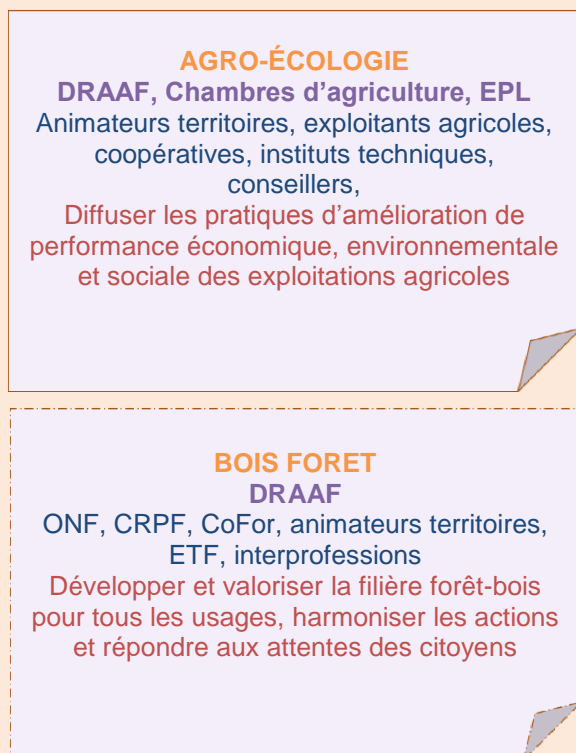 AGRO-ÉCOLOGIE
DRAAF, Chambres d’agriculture, EPL
Animateurs territoires, exploitants agricoles,
coopératives, instituts techniques,
conseillers,
Diffuser les pratiques d’amélioration de
performance économique, environnementale
et sociale des exploitations agricoles
BOIS FORET
DRAAF
ONF, CRPF, CoFor, animateurs territoires,
ETF, interprofessions
Développer et valoriser la filière forêt-bois
pour tous les usages, harmoniser les actions
et répondre aux attentes des citoyens